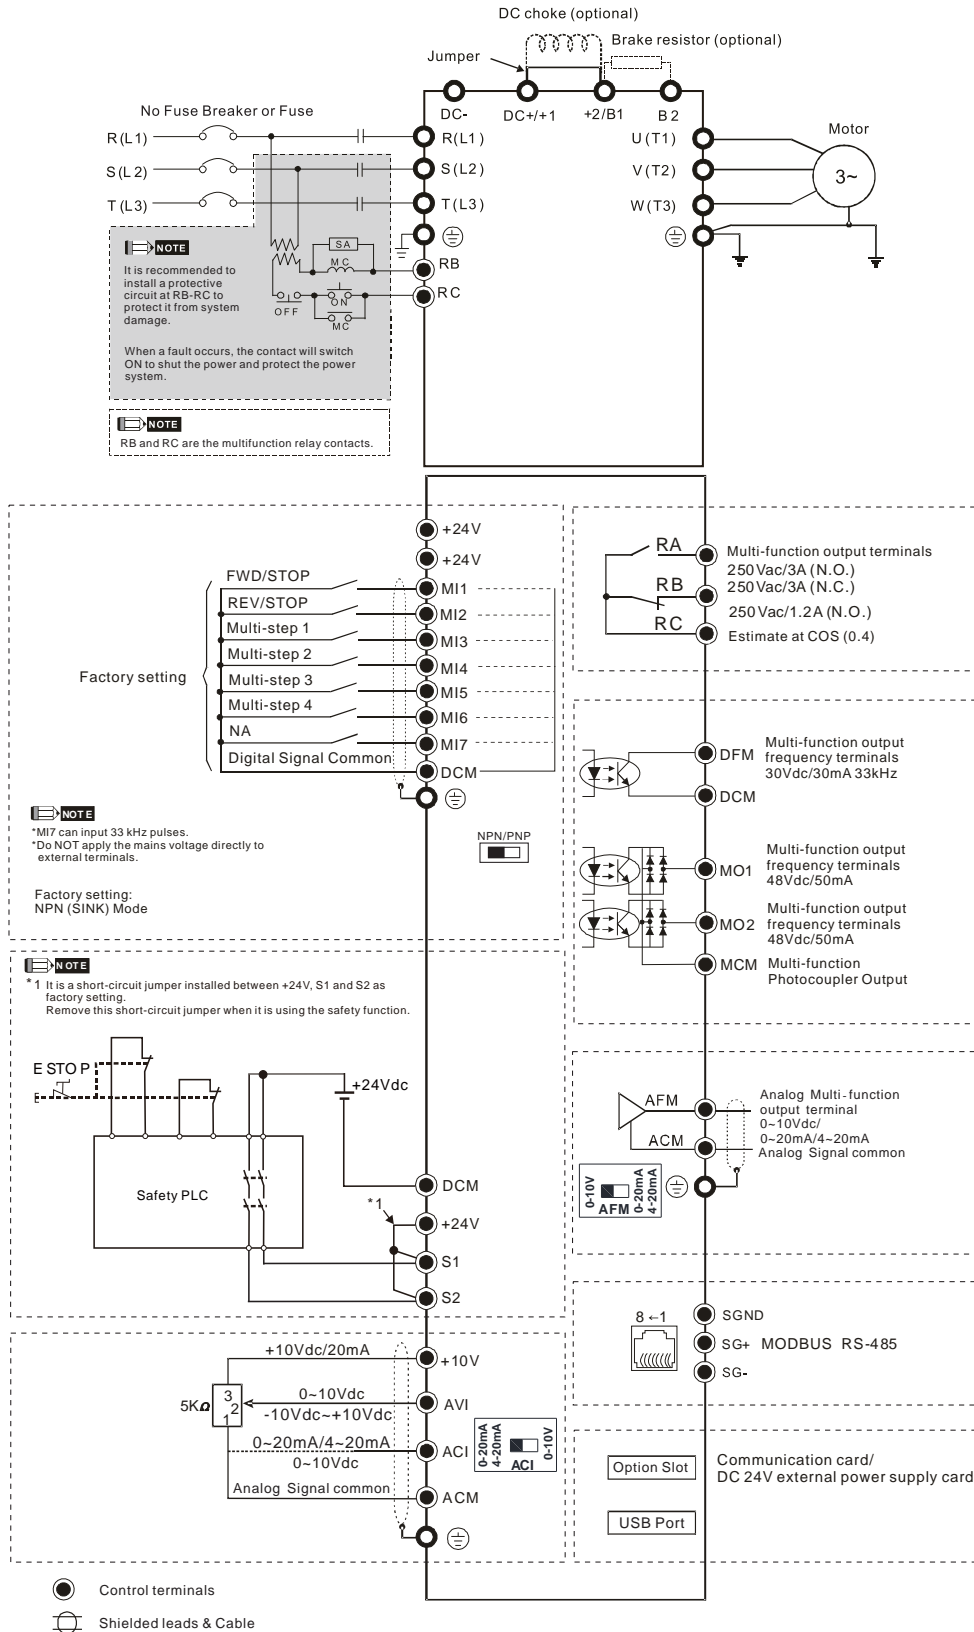 DC choke (optional)
Jumper
Brake resistor (optional)
No Fuse Breaker or Fuse
DC-
DC+/+1
+2/B1
B2
R(L1)
R(L1)
U(T1)
Motor
S(L2)
S(L2)
V(T2)
3~
T(L3)
T(L3)
W(T3)
NOTE
It is recommended to
install a protective
circuit at RB-RC to
protect it from system
damage.
When a fault occurs, the contact will switch
ON to shut the power and protect the power
system.
SA
MC
RB
RC
OFF
ON
MC
NOTE
RB and RC are the multifunction relay contacts.
+24V
+24V
FWD/STOP
MI1
REV/STOP
MI2
Multi-step 1
MI3
Multi-step 2
MI4
Factory setting
Multi-step 3
MI5
Multi-step 4
MI6
NA
MI7
Digital Signal Common
DCM
NOTE
*MI7 can input 33 kHz pulses.
*Do NOT apply the mains voltage directly to
external terminals.
NPN/PNP
Factory setting:
NPN (SINK) Mode
RA
Multi-function output terminals
250Vac/3A (N.O.)
RB
250Vac/3A (N.C.)
250Vac/1.2A (N.O.)
RC
Estimate at COS (0.4)
DFM
Multi-function output
frequency terminals
30Vdc/30mA 33kHz
DCM
MO1
Multi-function output
frequency terminals
48Vdc/50mA
MO2
Multi-function output
frequency terminals
48Vdc/50mA
MCM
Multi-function
Photocoupler Output
NOTE
*1 It is a short-circuit jumper installed between +24V, S1 and S2 as
factory setting.
Remove this short-circuit jumper when it is using the safety function.
ESTOP
+24Vdc
Safety PLC
DCM
*1
+24V
S1
S2
AFM
Analog Multi-function
output terminal
0~10Vdc/
0~20mA/4~20mA
ACM
Analog Signal common
0-10V
AFM
0-20mA
4-20mA
8←1
SGND
SG+ MODBUS RS-485
SG-
+10Vdc/20mA
+10V
5KΩ
3
2
1
0~10Vdc
-10Vdc~+10Vdc
AVI
0~20mA/4~20mA
0~10Vdc
ACI
0-20mA
4-20mA
ACI
0-10V
Analog Signal common
ACM
Option Slot
Communication card/
DC 24V external power supply card
USB Port
Control terminals
Shielded leads & Cable